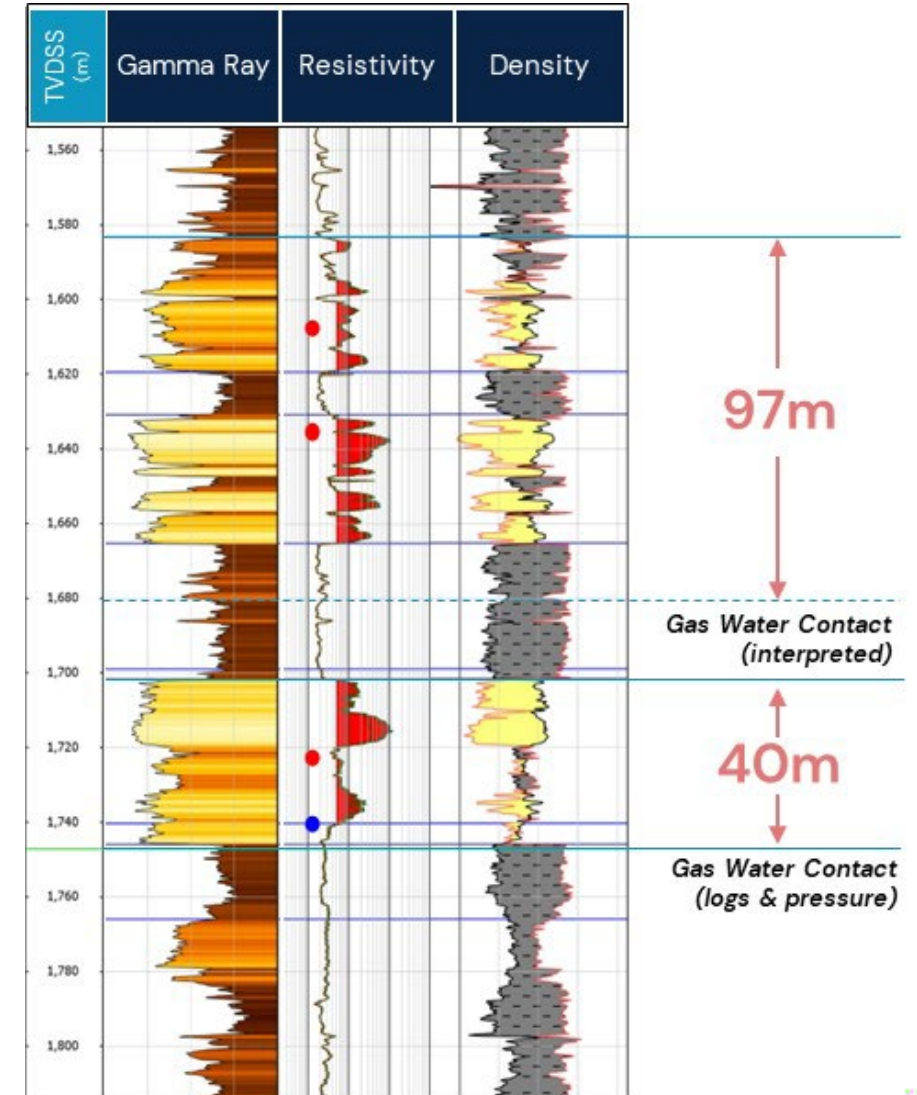 TVDSS
(m)
Gamma Ray
Resistivity
Density
1,560
1,580
1,600
1,620
1,640
1,660
1,680
1,700
1,720
1,740
1,760
1,780
1,800
97m
Gas Water Contact
(interpreted)
40m
Gas Water Contact
(logs & pressure)